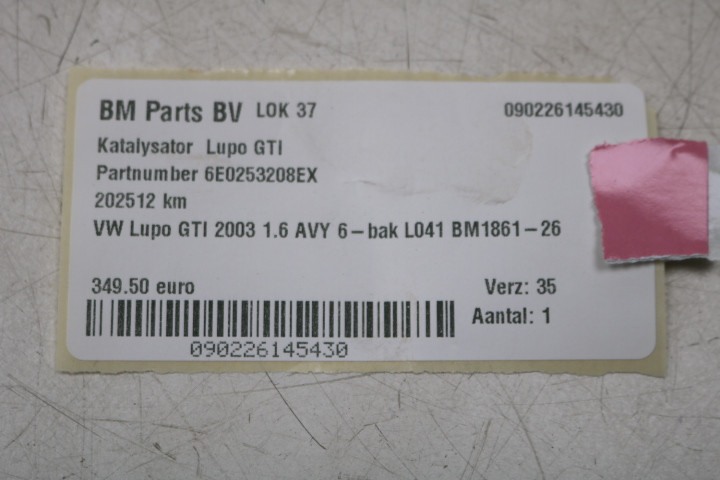 BM Parts BV LOK 37 090226145430
Katalysator Lupo GTI
Partnumber 6E0253208EX
202512 km
VW Lupo GTI 2003 1.6 AVY 6-bak L041 BM1861-26
349.50 euro Verz: 35
Aantal: 1
090226145430